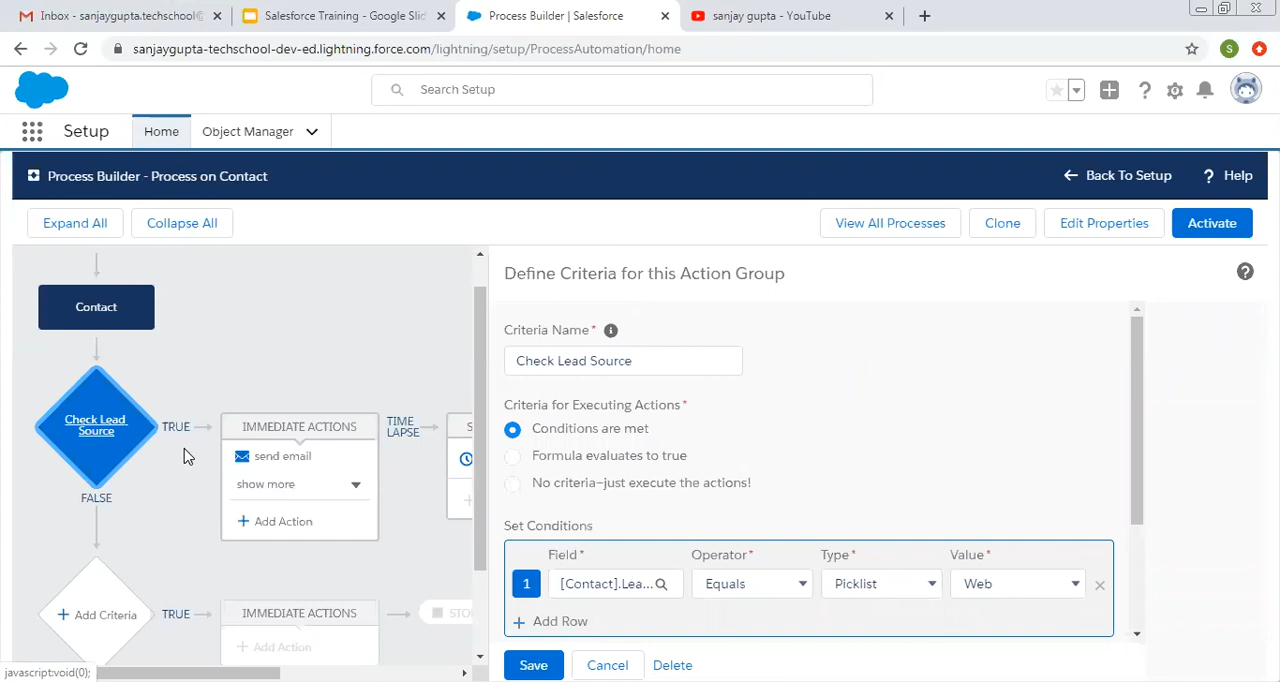 Inbox - sanjaygupta.techschool@
Salesforce Training - Google Slid
Process Builder | Salesforce
sanjay gupta - YouTube
sanjaygupta-techschool-dev-ed.lightning.force.com/lightning/setup/ProcessAutomation/home
S
Search Setup
Setup
Home
Object Manager
Process Builder - Process on Contact
Back To Setup
? Help
Expand All
Collapse All
View All Processes
Clone
Edit Properties
Activate
Contact
Check Lead
Source
TRUE
IMMEDIATE ACTIONS
TIME
LAPSE
S
send email
show more
+ Add Action
FALSE
+ Add Criteria
TRUE
IMMEDIATE ACTIONS
STO
+ Add Action
javascript:void(0);
Define Criteria for this Action Group
Criteria Name*
Check Lead Source
Criteria for Executing Actions*
Conditions are met
Formula evaluates to true
No criteria—just execute the actions!
Set Conditions
Field*
Operator*
Type*
Value*
1
[Contact].Lea...
Equals
Picklist
Web
+ Add Row
Save
Cancel
Delete